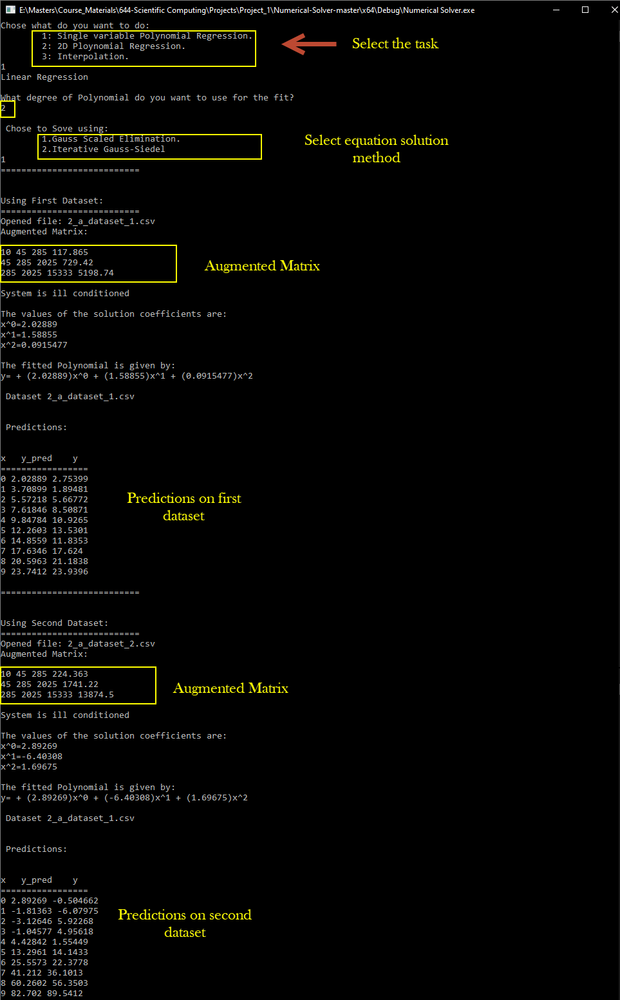 E:\Masters\Course_Materials\644-Scientific Computing\Projects\Project_1\Numerical-Solver-master\x64\Debug\Numerical Solver.exe
Chose what do you want to do:
1: Single variable Polynomial Regression.
2: 2D Ploynomial Regression.
3: Interpolation.
Select the task
1
Linear Regression
What degree of Polynomial do you want to use for the fit?
2
Chose to Sove using:
1.Gauss Scaled Elimination.
2.Iterative Gauss-Siedel
Select equation solution
method
1
===========================
Using First Dataset:
===========================
Opened file: 2_a_dataset_1.csv
Augmented Matrix:
10 45 285 117.865
45 285 2025 729.42
285 2025 15333 5198.74
Augmented Matrix
System is ill conditioned
The values of the solution coefficients are:
x^0=2.02889
x^1=1.58855
x^2=0.0915477
The fitted Polynomial is given by:
y= + (2.02889)x^0 + (1.58855)x^1 + (0.0915477)x^2
Dataset 2_a_dataset_1.csv
Predictions:
x y_pred y
=================
0 2.02889 2.75399
1 3.70899 1.89481
2 5.57218 5.66772
3 7.61846 8.50871
4 9.84784 10.9265
5 12.2603 13.5301
6 14.8559 11.8353
7 17.6346 17.624
8 20.5963 21.1838
9 23.7412 23.9396
Predictions on first
dataset
===========================
Using Second Dataset:
===========================
Opened file: 2_a_dataset_2.csv
Augmented Matrix:
10 45 285 224.363
45 285 2025 1741.22
285 2025 15333 13874.5
Augmented Matrix
System is ill conditioned
The values of the solution coefficients are:
x^0=2.89269
x^1=-6.40308
x^2=1.69675
The fitted Polynomial is given by:
y= + (2.89269)x^0 + (-6.40308)x^1 + (1.69675)x^2
Dataset 2_a_dataset_1.csv
Predictions:
x y_pred y
=================
0 2.89269 -0.504662
1 -1.81363 -6.07975
2 -3.12646 5.92268
3 -1.04577 4.95618
4 4.42842 1.55449
5 13.2961 14.1433
6 25.5573 22.3778
7 41.212 36.1013
8 60.2602 56.3503
9 82.702 89.5412
Predictions on second
dataset